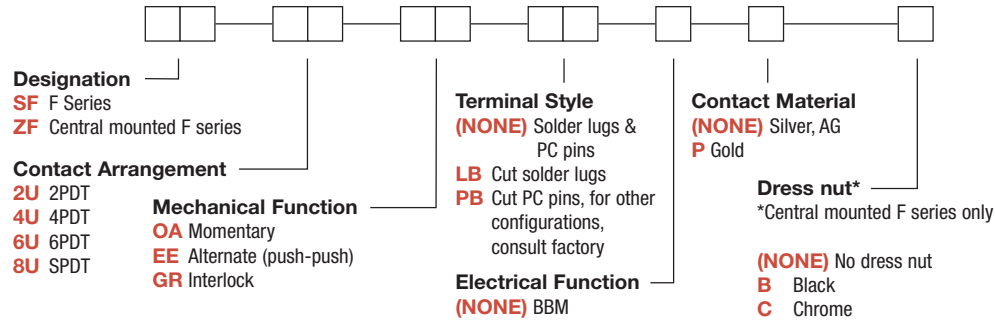 Designation
SF F Series
ZF Central mounted F series
Contact Arrangement
2U 2PDT
4U 4PDT
6U 6PDT
8U SPDT
Mechanical Function
OA Momentary
EE Alternate (push-push)
GR Interlock
Terminal Style
(NONE) Solder lugs &
PC pins
LB Cut solder lugs
PB Cut PC pins, for other
configurations,
consult factory
Electrical Function
(NONE) BBM
Contact Material
(NONE) Silver, AG
P Gold
Dress nut*
*Central mounted F series only
(NONE) No dress nut
B Black
C Chrome